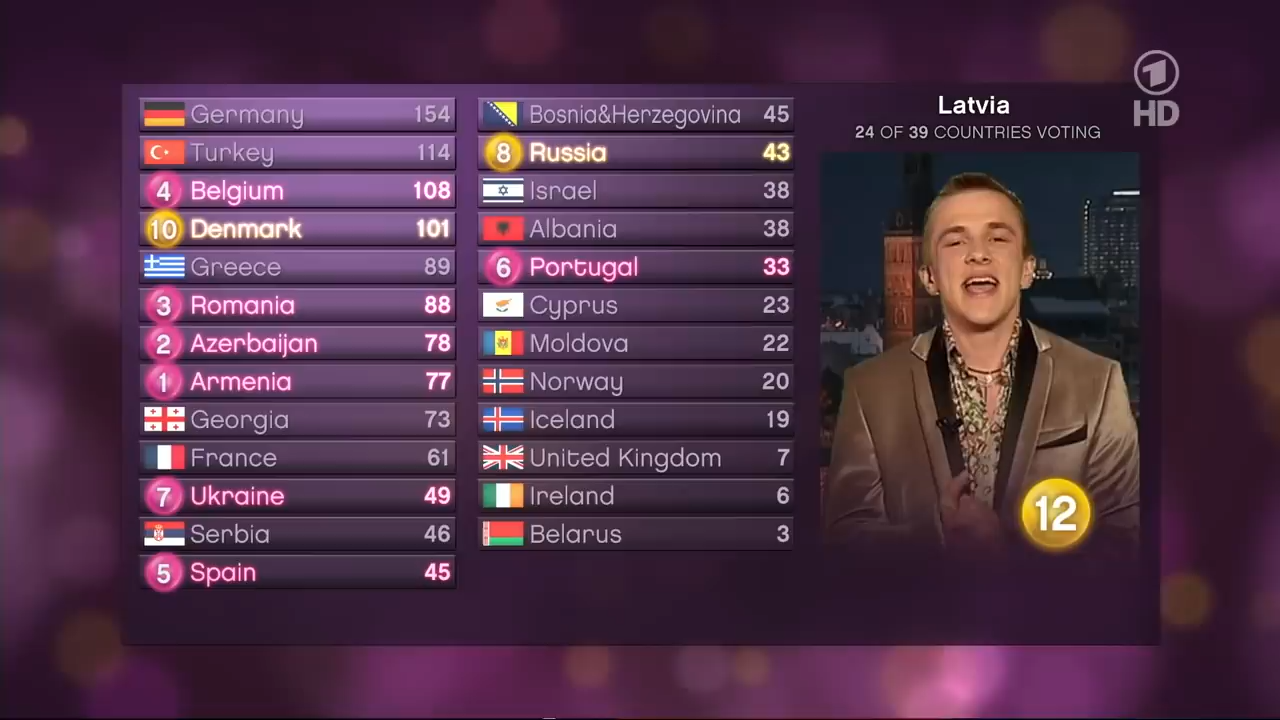 Germany 154
Turkey 114
4 Belgium 108
10 Denmark 101
Greece 89
3 Romania 88
2 Azerbaijan 78
1 Armenia 77
Georgia 73
France 61
7 Ukraine 49
Serbia 46
5 Spain 45
Bosnia&Herzegovina 45
8 Russia 43
Israel 38
Albania 38
6 Portugal 33
Cyprus 23
Moldova 22
Norway 20
Iceland 19
United Kingdom 7
Ireland 6
Belarus 3
Latvia
24 OF 39 COUNTRIES VOTING
12
1
HD